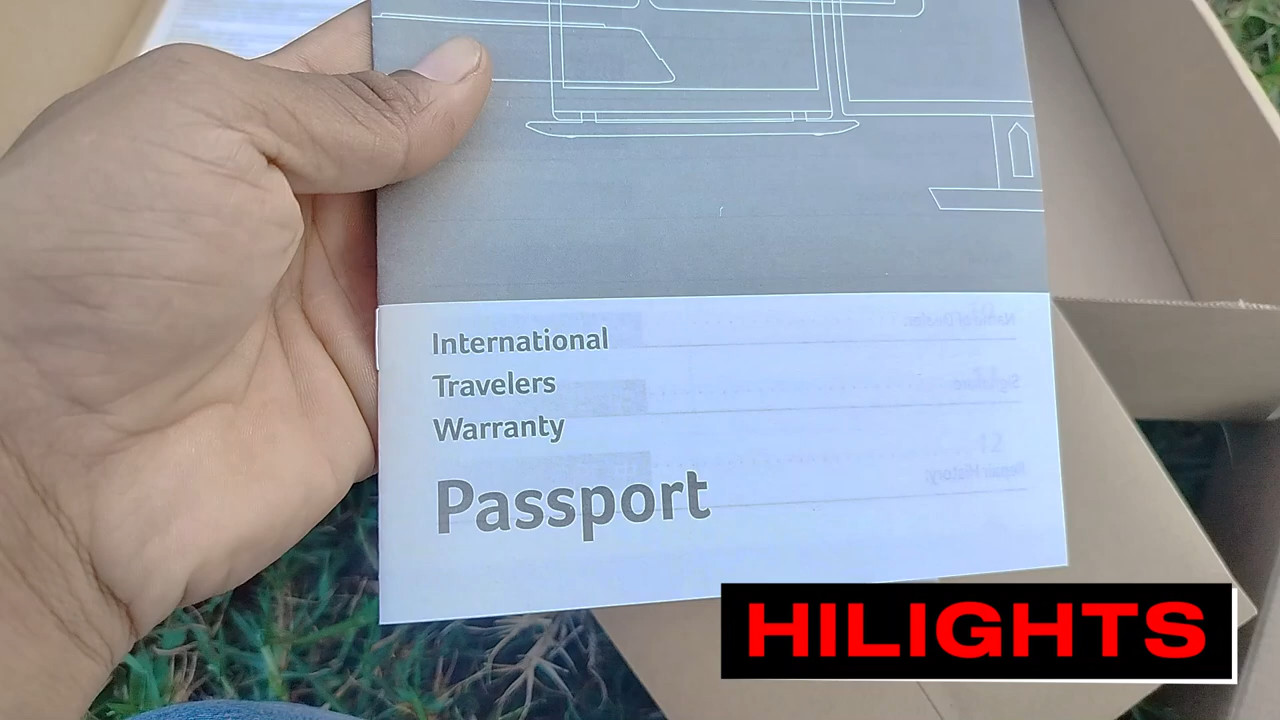 International
Travelers
Warranty
Passport
HILIGHTS